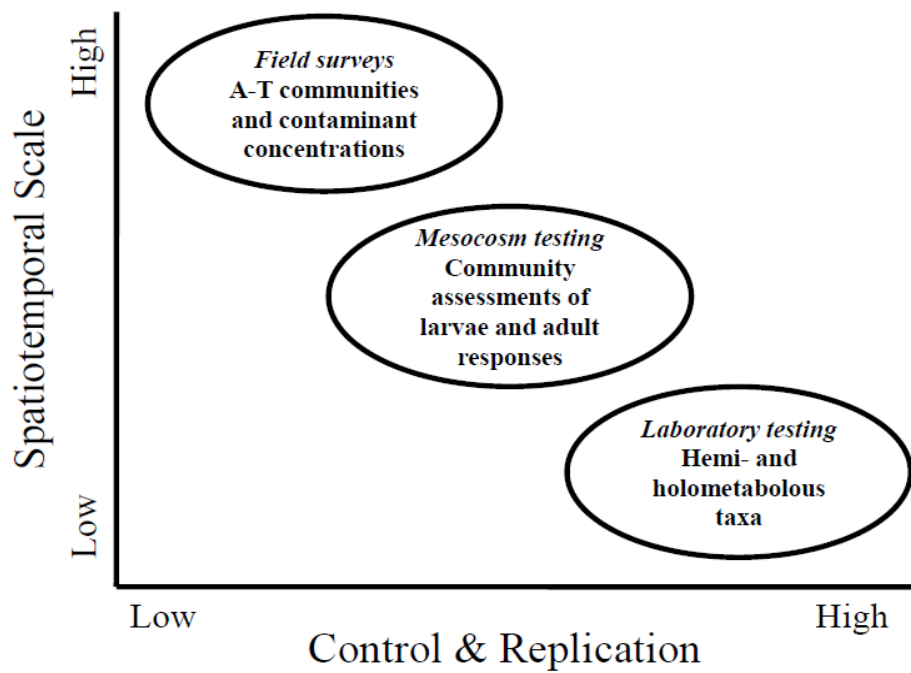 High
Field surveys
A-T communities
and contaminant
concentrations
Spatiotemporal Scale
Mesocosm testing
Community
assessments of
larvae and adult
responses
Laboratory testing
Hemi- and
holometabolous
taxa
Low
Low
High
Control & Replication